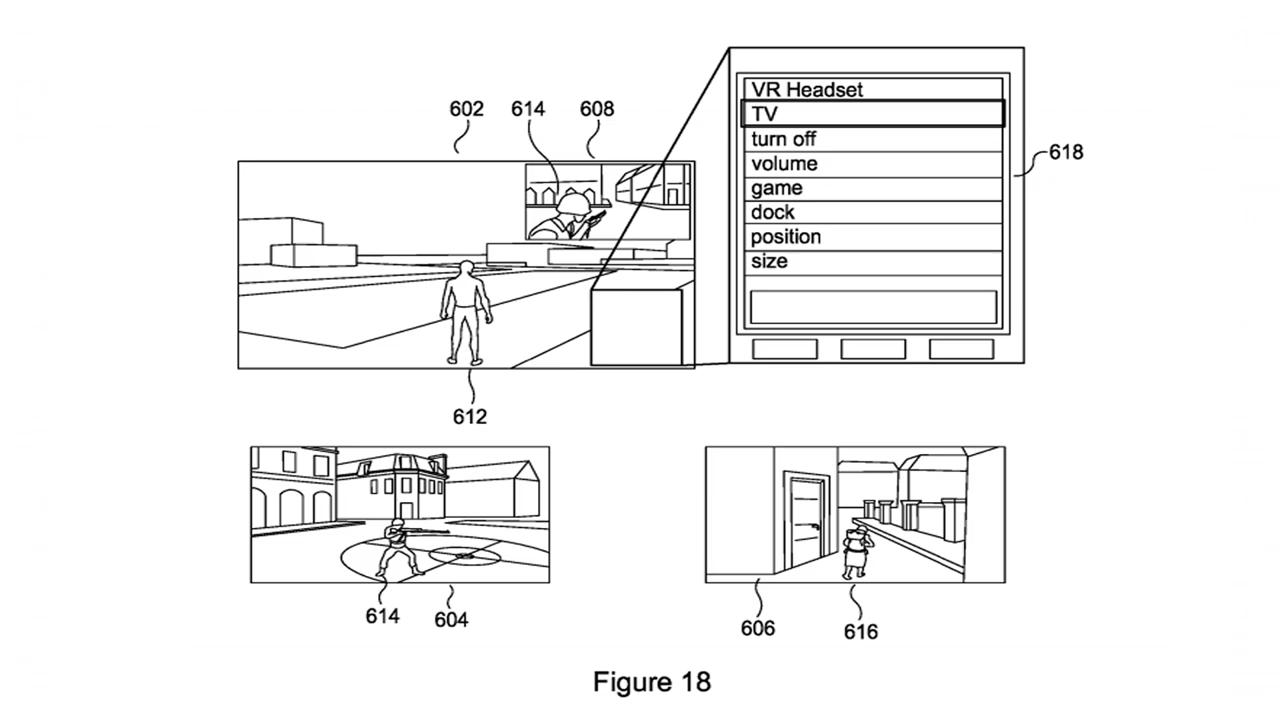 602
614
608
VR Headset
TV
turn off
volume
game
dock
position
size
618
612
614
604
606
616
Figure 18